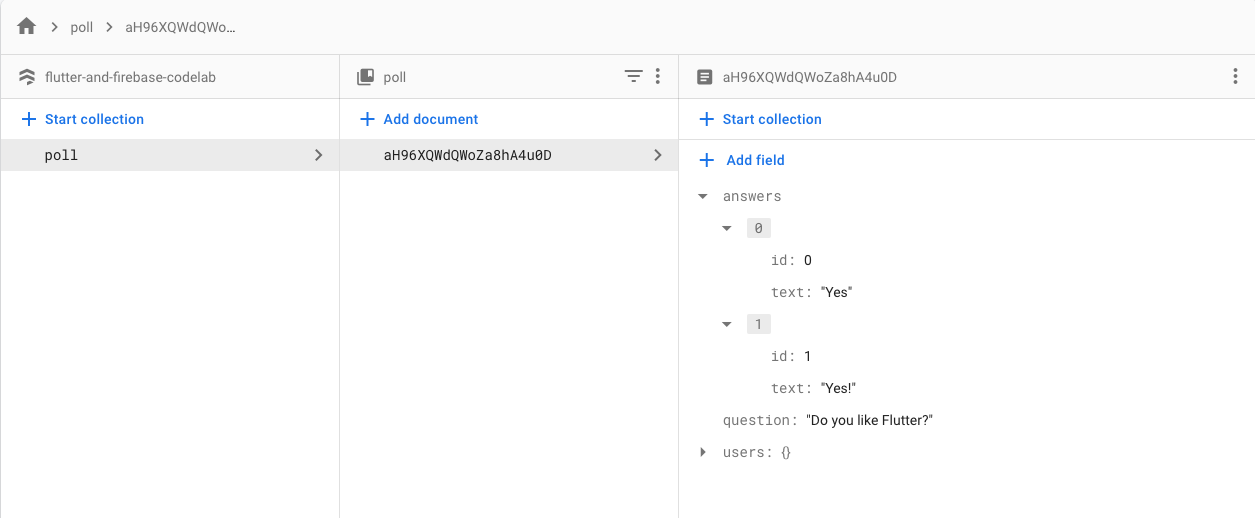 poll
aH96XQWdQWo…
flutter-and-firebase-codelab
Start collection
poll
poll
Add document
aH96XQWdQWoZa8hA4u0D
aH96XQWdQWoZa8hA4u0D
Start collection
Add field
answers
0
id: 0
text: "Yes"
1
id: 1
text: "Yes!"
question: "Do you like Flutter?"
users: {}